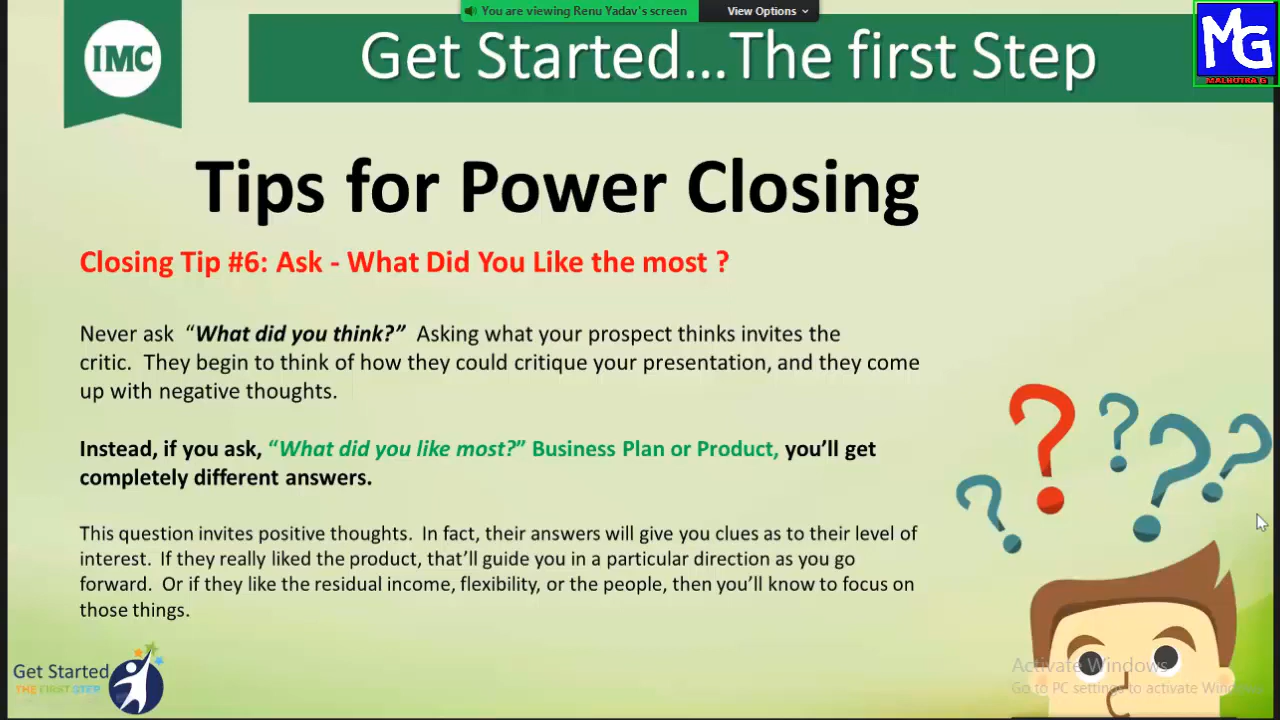 You are viewing Renu Yadav's screen
View Options
IMC
Get Started...The first Step
MG
MALHOTRA G
Tips for Power Closing
Closing Tip #6: Ask - What Did You Like the most ?
Never ask “What did you think?” Asking what your prospect thinks invites the
critic. They begin to think of how they could critique your presentation, and they come
up with negative thoughts.
Instead, if you ask, “What did you like most?” Business Plan or Product, you’ll get
completely different answers.
This question invites positive thoughts. In fact, their answers will give you clues as to their level of
interest. If they really liked the product, that’ll guide you in a particular direction as you go
forward. Or if they like the residual income, flexibility, or the people, then you’ll know to focus on
those things.
Get Started
THE FIRST STEP
Activate Windows
Go to PC settings to activate Windows.